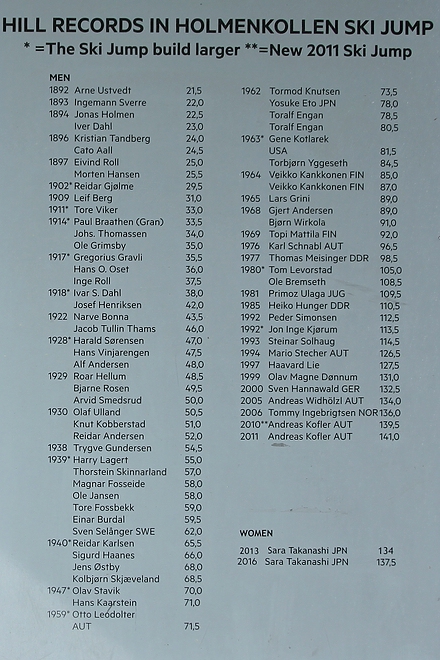 HILL RECORDS IN HOLMENKOLLEN SKI JUMP
* =The Ski Jump build larger **=New 2011 Ski Jump
MEN
1892 Arne Ustvedt 21,5
1893 Ingemann Sverre 22,0
1894 Jonas Holmen 22,5
Iver Dahl 23,0
1896 Kristian Tandberg 24,0
Cato Aall 24,5
1897 Eivind Roll 25,0
Morten Hansen 25,5
1902* Reidar Gjølme 29,5
1909 Leif Berg 31,0
1911* Tore Viker 33,0
1914* Paul Braathen (Gran) 33,5
Johs. Thomassen 34,0
Ole Grimsby 35,0
1917* Gregorius Gravli 35,5
Hans O. Oset 36,0
Inge Roll 37,5
1918* Ivar S. Dahl 38,0
Josef Henriksen 42,0
1922 Narve Bonna 43,5
Jacob Tullin Thams 46,0
1928* Harald Sørensen 47,0
Hans Vinjarengen 47,5
Alf Andersen 48,0
1929 Roar Hellum 48,5
Bjarne Rosen 49,5
Arvid Smedsrud 50,0
1930 Olaf Ulland 50,5
Knut Kobberstad 51,0
Reidar Andersen 52,0
1938 Trygve Gundersen 54,5
1939* Harry Lagert 55,0
Thorstein Skinnarland 57,0
Magnar Fosseide 58,0
Ole Jansen 58,0
Tore Fossbekk 59,0
Einar Burdal 59,5
Sven Selånger SWE 62,0
1940* Reidar Karlsen 65,5
Sigurd Haanes 66,0
Jens Østby 68,0
Kolbjørn Skjæveland 68,5
1947* Olav Stavik 70,0
Hans Kaarstein 71,0
1959* Otto Leodolter
AUT 71,5
1962 Tormod Knutsen 73,5
Yosuke Eto JPN 78,0
Toralf Engan 78,5
Toralf Engan 80,5
1963* Gene Kotlarek
USA 81,5
Torbjørn Yggeseth 84,5
1964 Veikko Kankkonen FIN 85,0
Veikko Kankkonen FIN 87,0
1965 Lars Grini 89,0
1968 Gjert Andersen 89,0
Bjørn Wirkola 91,0
1969 Topi Mattila FIN 92,0
1976 Karl Schnabl AUT 96,5
1977 Thomas Meisinger DDR 98,5
1980* Tom Levorstad 105,0
Ole Bremseth 108,5
1981 Primoz Ulaga JUG 109,5
1985 Heiko Hunger DDR 110,5
1992 Peder Simonsen 112,5
1992* Jon Inge Kjørum 113,5
1993 Steinar Solhaug 114,5
1994 Mario Stecher AUT 126,5
1997 Haavard Lie 127,5
1999 Olav Magne Dønnum 131,0
2000 Sven Hannawald GER 132,5
2005 Andreas Widhölzl AUT 134,0
2006 Tommy Ingebrigtsen NOR 136,0
2010** Andreas Kofler AUT 139,5
2011 Andreas Kofler AUT 141,0
WOMEN
2013 Sara Takanashi JPN 134
2016 Sara Takanashi JPN 137,5